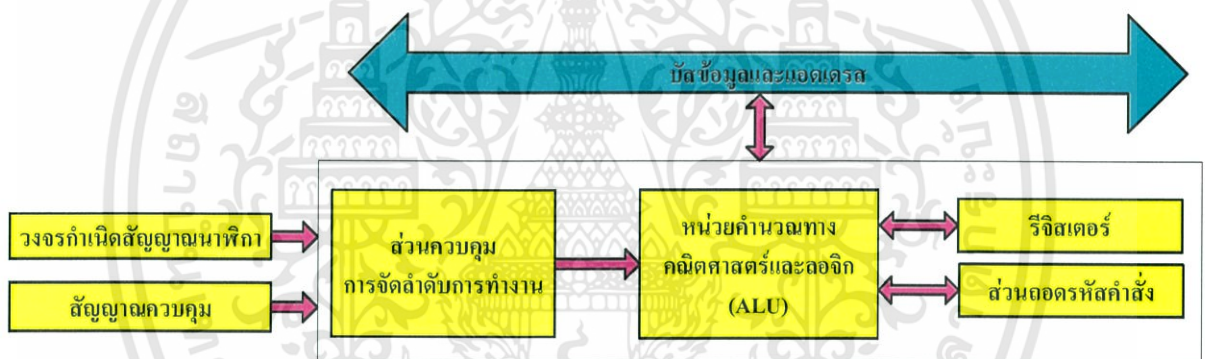 บัสข้อมูลและแอดเดรส
วงจรกำเนิดสัญญาณนาฬิกา
สัญญาณควบคุม
ส่วนควบคุม
การจัดลำดับการทำงาน
หน่วยคำนวณทาง
คณิตศาสตร์และลอจิก
(ALU)
รีจิสเตอร์
ส่วนถอดรหัสคำสั่ง